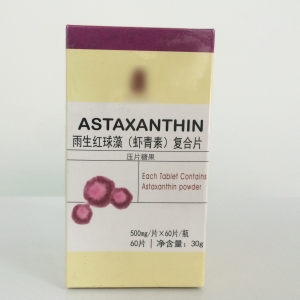 ASTAXANTHIN
雨生红球藻（虾青素）复合片
压片糖果
Each Tablet Contains
Astaxanthin powder
500mg/片×60片/瓶
60片 | 净含量：30g